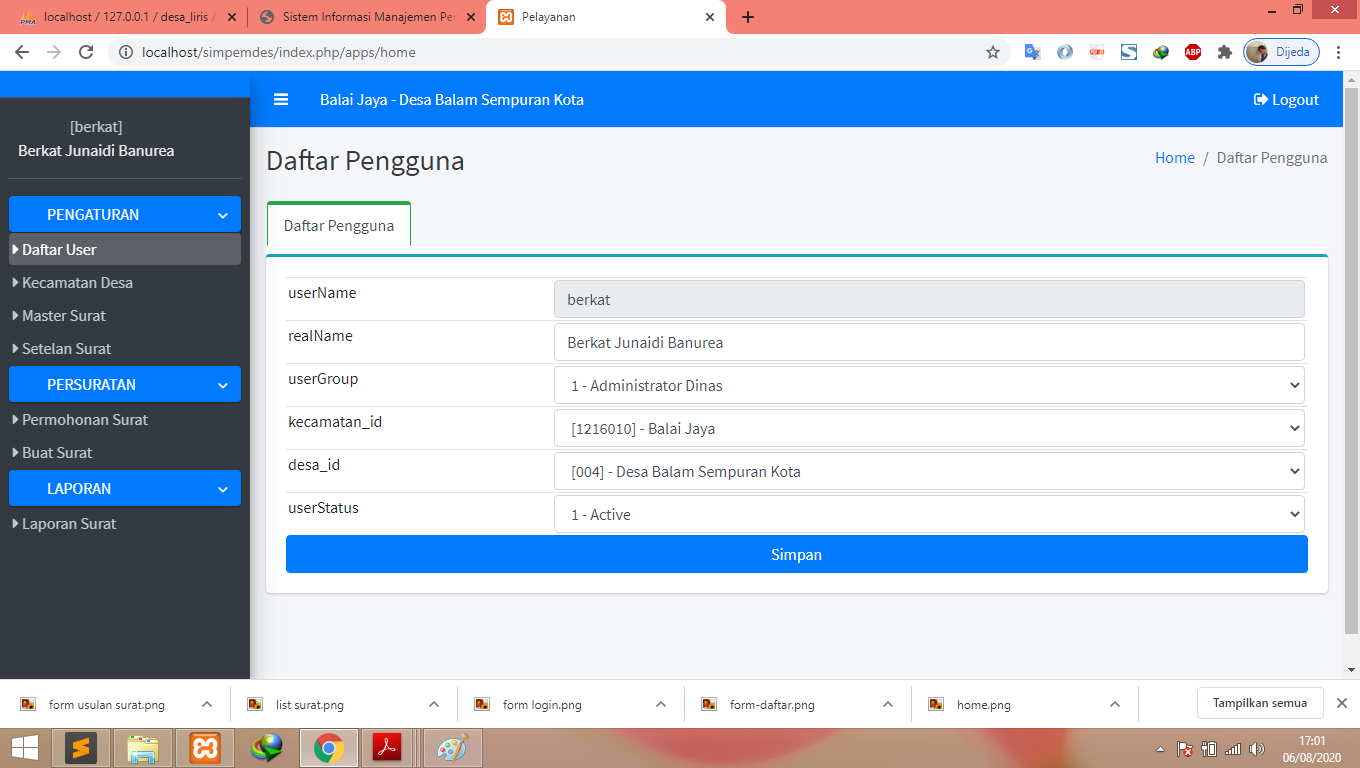 localhost / 127.0.0.1 / desa_liris /
Sistem Informasi Manajemen Pen
Pelayanan
localhost/simpemdes/index.php/apps/home
ABP
Dijeda
[berkat]
Berkat Junaidi Banurea
PENGATURAN
Daftar User
Kecamatan Desa
Master Surat
Setelan Surat
PERSURATAN
Permohonan Surat
Buat Surat
LAPORAN
Laporan Surat
Balai Jaya - Desa Balam Sempuran Kota
Logout
Daftar Pengguna
Home / Daftar Pengguna
Daftar Pengguna
userName
berkat
realName
Berkat Junaidi Banurea
userGroup
1 - Administrator Dinas
kecamatan_id
[1216010] - Balai Jaya
desa_id
[004] - Desa Balam Sempuran Kota
userStatus
1 - Active
Simpan
form usulan surat.png
list surat.png
form login.png
form-daftar.png
home.png
Tampilkan semua
17:01
06/08/2020